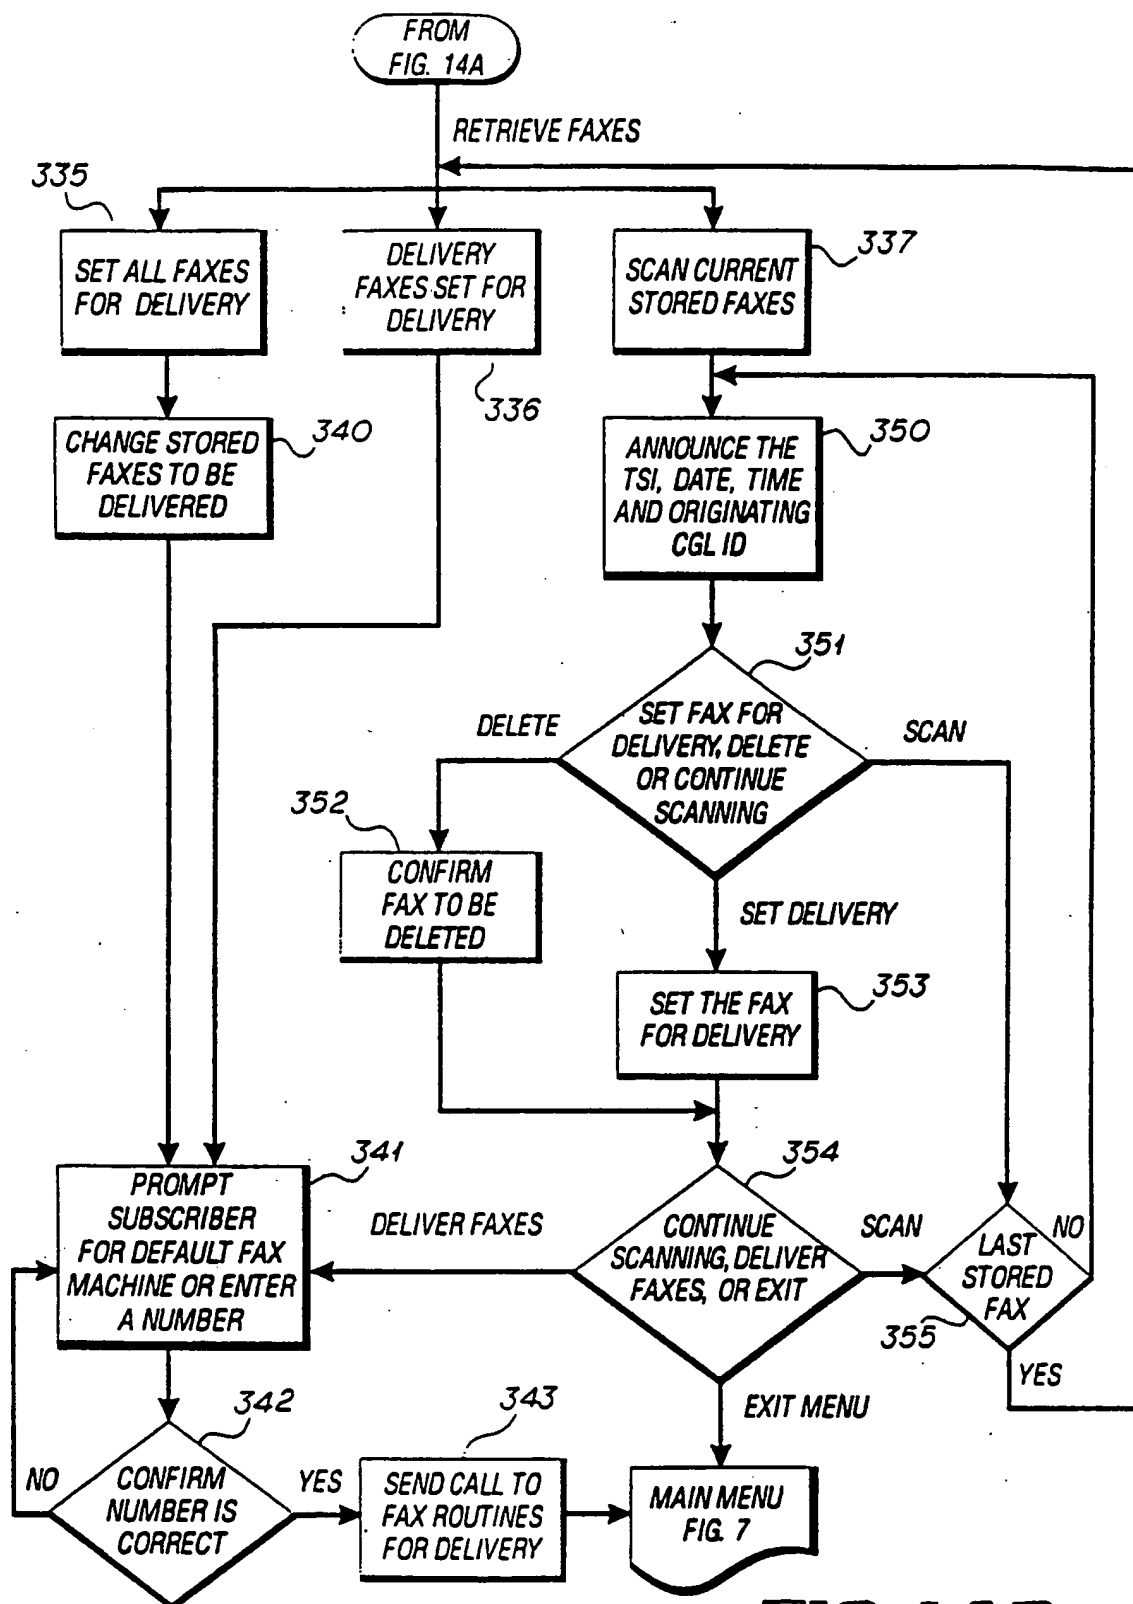 FROM
FIG. 14A
RETRIEVE FAXES
335
SET ALL FAXES
FOR DELIVERY
DELIVERY
FAXES SET FOR
DELIVERY
336
337
SCAN CURRENT
STORED FAXES
340
CHANGE STORED
FAXES TO BE
DELIVERED
350
ANNOUNCE THE
TSI, DATE, TIME
AND ORIGINATING
CGL ID
351
DELETE
SET FAX FOR
DELIVERY, DELETE
OR CONTINUE
SCANNING
SCAN
352
CONFIRM
FAX TO BE
DELETED
SET DELIVERY
353
SET THE FAX
FOR DELIVERY
341
PROMPT
SUBSCRIBER
FOR DEFAULT FAX
MACHINE OR ENTER
A NUMBER
DELIVER FAXES
354
CONTINUE
SCANNING, DELIVER
FAXES, OR EXIT
SCAN
LAST
STORED
FAX
NO
355
YES
EXIT MENU
342
NO
CONFIRM
NUMBER IS
CORRECT
YES
343
SEND CALL TO
FAX ROUTINES
FOR DELIVERY
MAIN MENU
FIG. 7